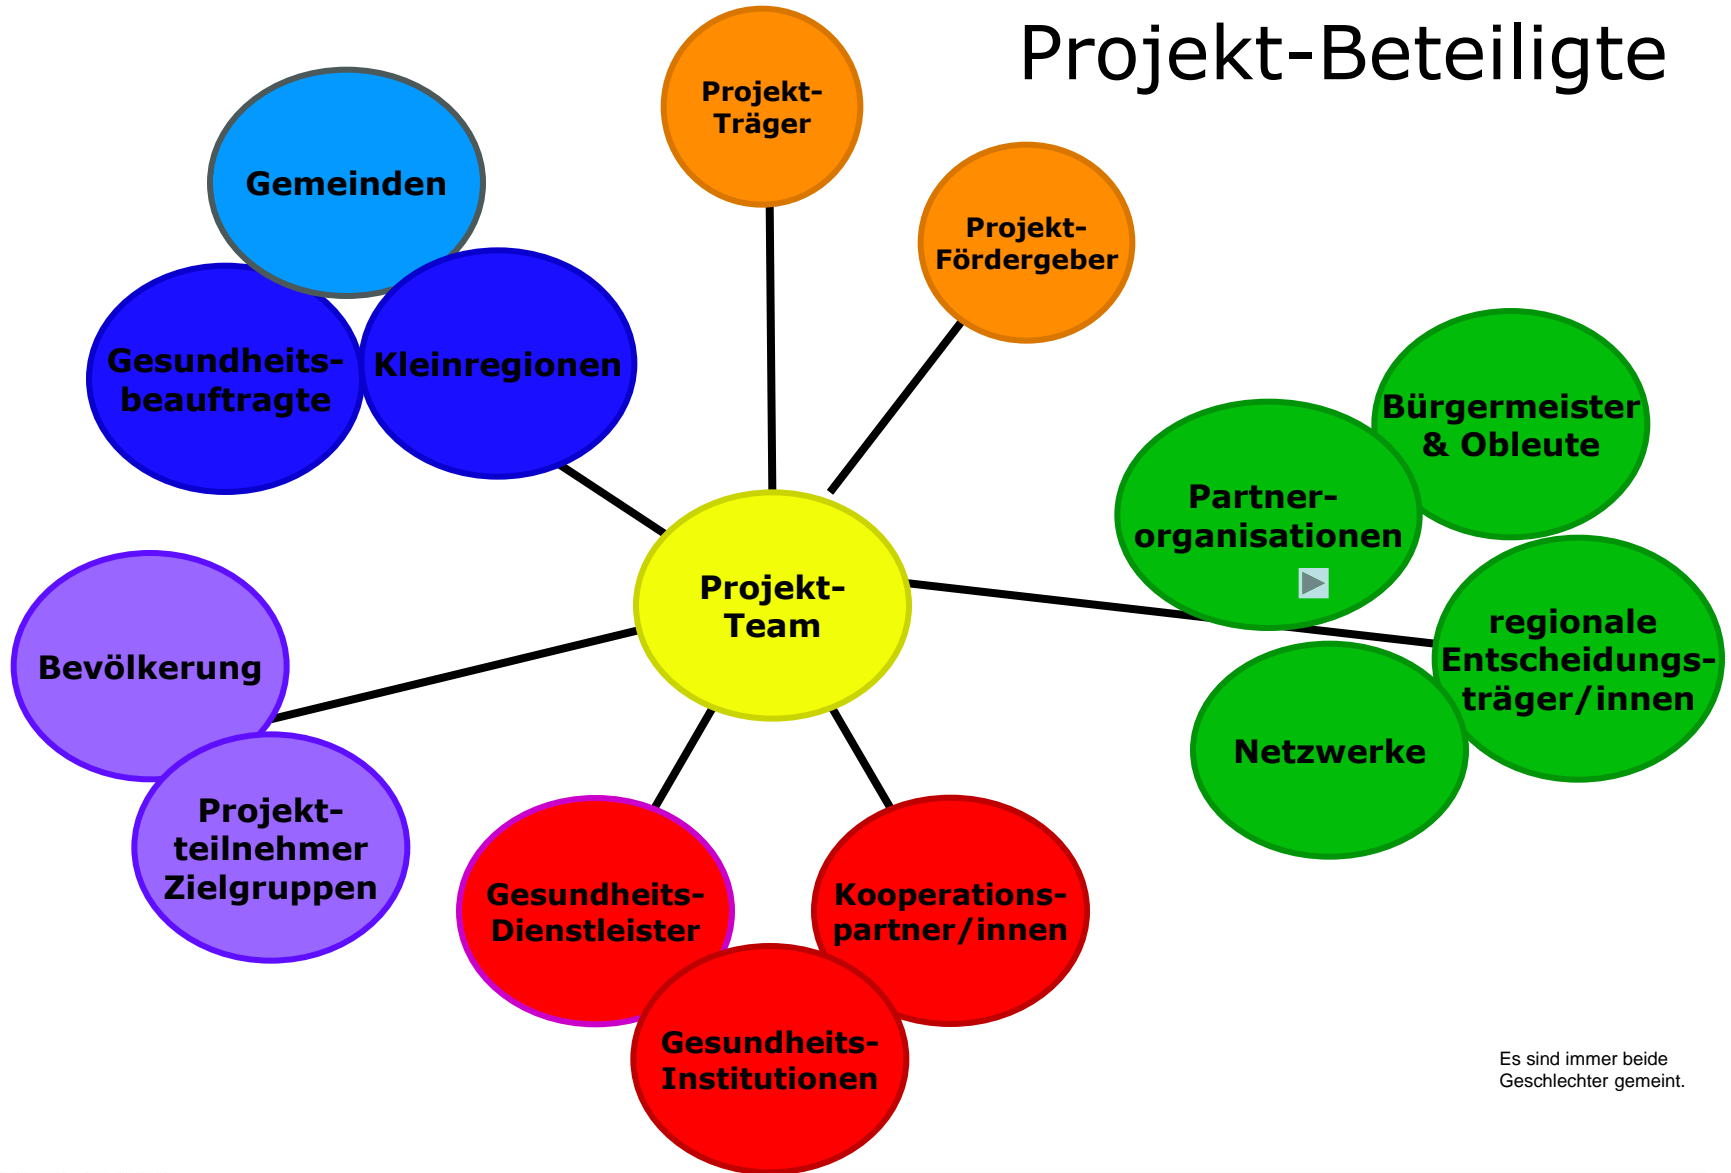 Projekt-Beteiligte
Projekt-
Träger
Gemeinden
Projekt-
Fördergeber
Gesundheits-
beauftragte
Kleinregionen
Bürgermeister
& Obleute
Partner-
organisationen
Projekt-
Team
regionale
Entscheidungs-
träger/innen
Bevölkerung
Netzwerke
Projekt-
teilnehmer
Zielgruppen
Gesundheits-
Dienstleister
Kooperations-
partner/innen
Gesundheits-
Institutionen
Es sind immer beide
Geschlechter gemeint.